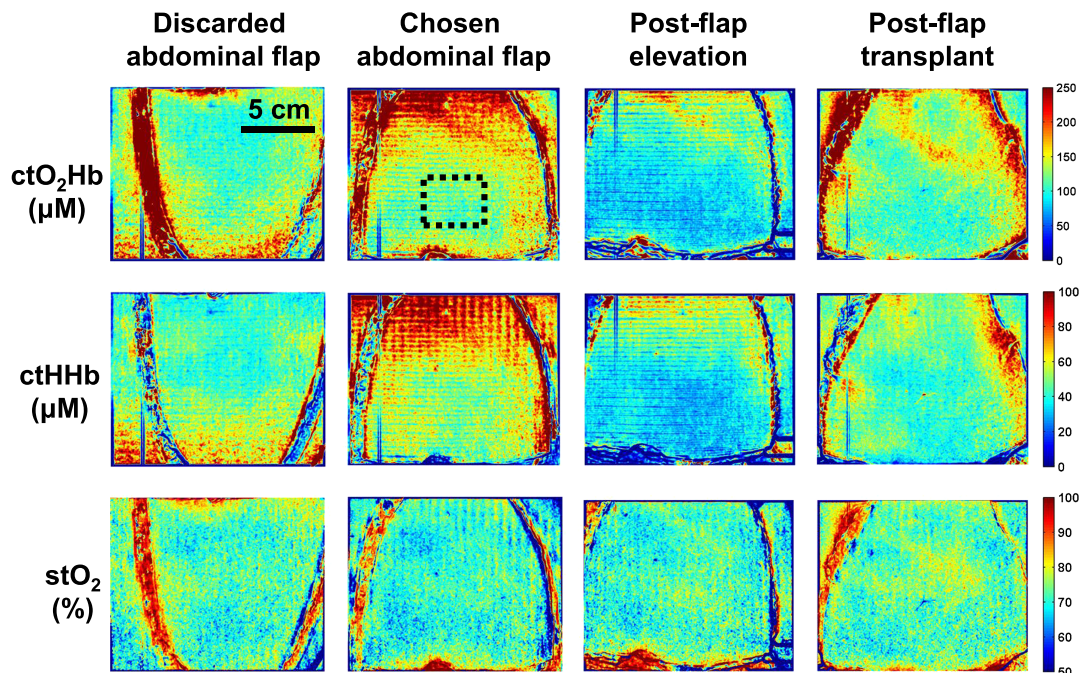 Discarded
abdominal flap
Chosen
abdominal flap
Post-flap
elevation
Post-flap
transplant
5 cm
ctO₂Hb
(μM)
250
200
150
100
50
0
ctHHb
(μM)
100
80
60
40
20
0
stO₂
(%)
100
90
80
70
60
50